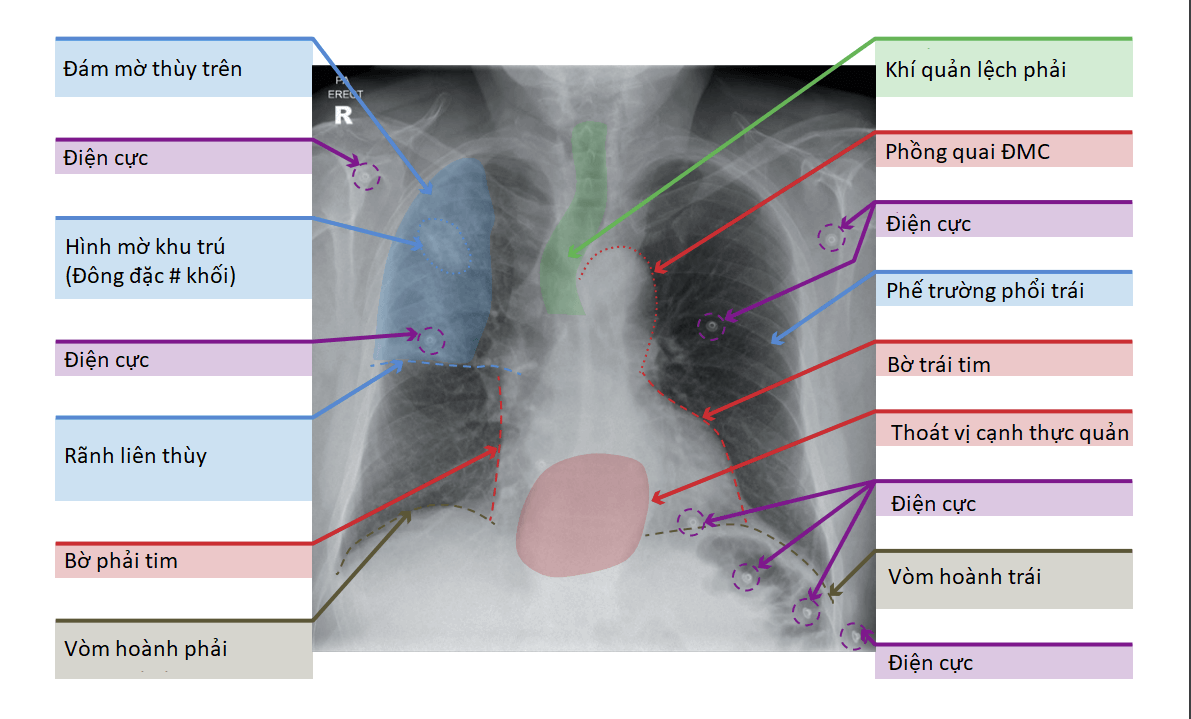 Đám mờ thùy trên
Điện cực
Hình mờ khu trú
(Đông đặc # khối)
Điện cực
Rãnh liên thùy
Bờ phải tim
Vòm hoành phải
PA
ERECT
R
Khí quản lệch phải
Phồng quai ĐMC
Điện cực
Phế trường phổi trái
Bờ trái tim
Thoát vị cạnh thực quản
Điện cực
Vòm hoành trái
Điện cực